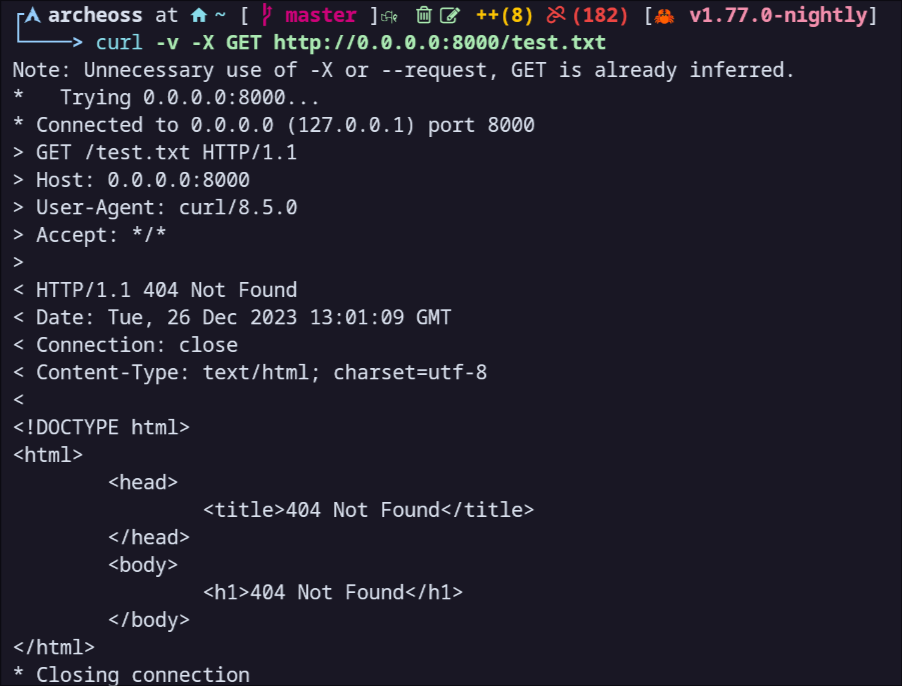 archeoss at ~ [ master ] ++(8) (182) [ v1.77.0-nightly]
> curl -v -X GET http://0.0.0.0:8000/test.txt
Note: Unnecessary use of -X or --request, GET is already inferred.
*   Trying 0.0.0.0:8000...
* Connected to 0.0.0.0 (127.0.0.1) port 8000
> GET /test.txt HTTP/1.1
> Host: 0.0.0.0:8000
> User-Agent: curl/8.5.0
> Accept: */*
>
< HTTP/1.1 404 Not Found
< Date: Tue, 26 Dec 2023 13:01:09 GMT
< Connection: close
< Content-Type: text/html; charset=utf-8
<
<!DOCTYPE html>
<html>
        <head>
                <title>404 Not Found</title>
        </head>
        <body>
                <h1>404 Not Found</h1>
        </body>
</html>
* Closing connection